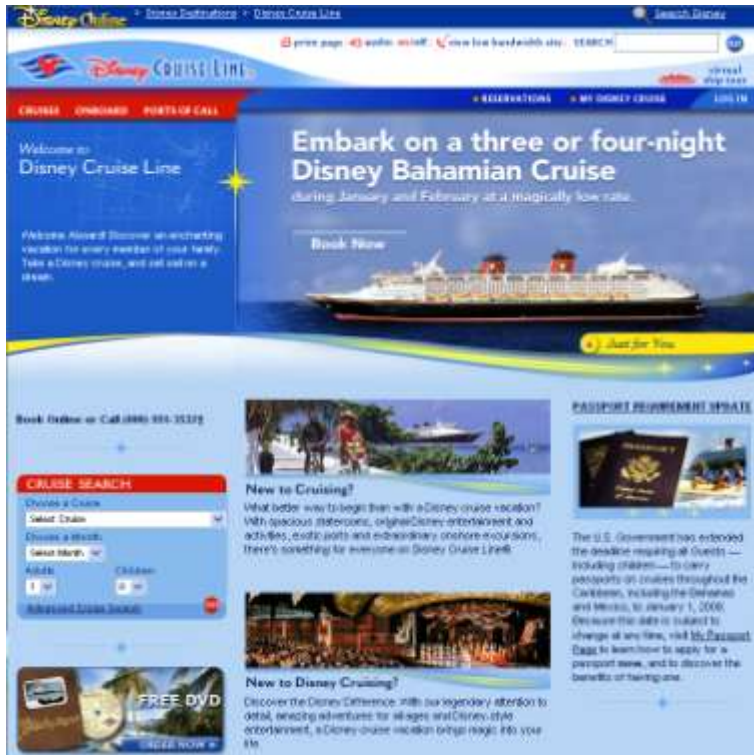 Disney Online > Disney Destinations > Disney Cruise Line
Search Disney
print page audio on/off view low bandwidth site SEARCH
Disney CRUISE LINE
virtual
ship tour
CRUISES ONBOARD PORTS OF CALL
RESERVATIONS MY DISNEY CRUISE LOG IN
Welcome to
Disney Cruise Line
Welcome Aboard! Discover an enchanting
vacation for every member of your family.
Take a Disney cruise, and set sail on a
dream.
Embark on a three or four-night
Disney Bahamian Cruise
during January and February at a magically low rate.
Book Now
Just for You
Book Online or Call
CRUISE SEARCH
Choose a Cruise
Select Cruise
Choose a Month
Select Month
Adults Children
Advanced Cruise Search
FREE DVD
ORDER NOW
New to Cruising?
What better way to begin than with a Disney cruise vacation?
With spacious staterooms, original Disney entertainment and
activities, exotic ports and extraordinary onshore excursions,
there's something for everyone on Disney Cruise Line®.
New to Disney Cruising?
Discover the Disney Difference. With our legendary attention to
detail, amazing adventures for all ages and Disney-style
entertainment, a Disney cruise vacation brings magic into your
life.
PASSPORT REQUIREMENT UPDATE
PASSPORT
The U.S. Government has extended
the deadline requiring all Guests —
including children — to carry
passports on cruises throughout the
Caribbean, including the Bahamas
and Mexico, to January 1, 2008.
Because this date is subject to
change at any time, visit My Passport
Page to learn how to apply for a
passport now, and to discover the
benefits of having one.